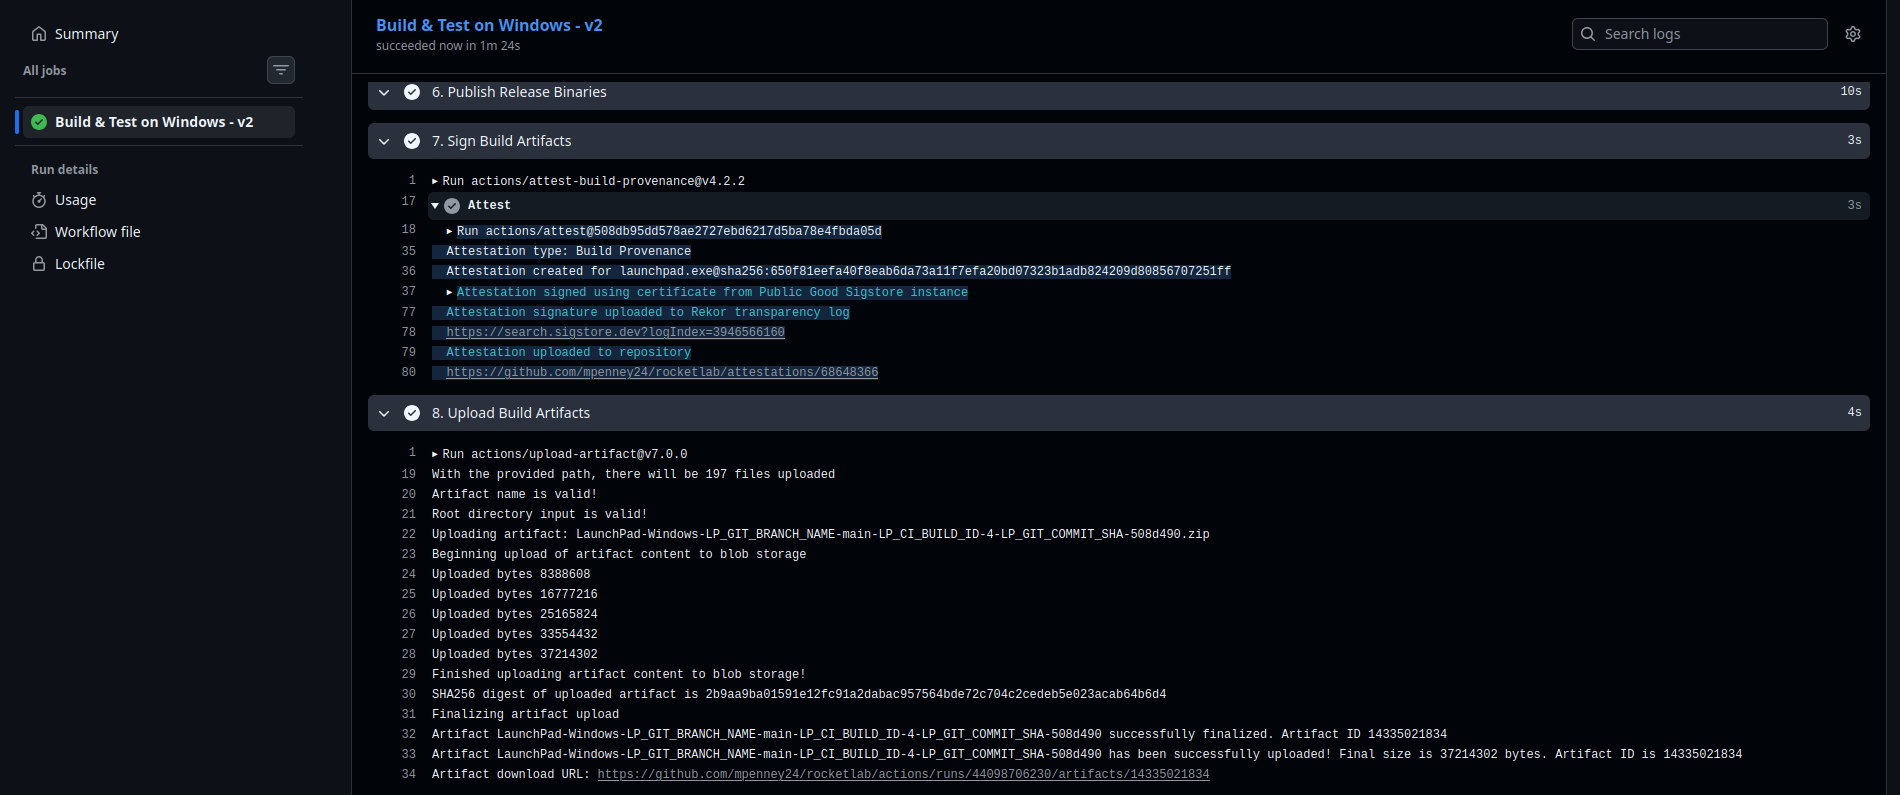 Summary
All jobs
Build & Test on Windows - v2
Run details
Usage
Workflow file
Lockfile
Build & Test on Windows - v2
succeeded now in 1m 24s
Search logs
6. Publish Release Binaries 10s
7. Sign Build Artifacts 3s
1 Run actions/attest-build-provenance@v4.2.2
17 Attest 3s
18 Run actions/attest@508db95dd578ae2727ebd6217d5ba78e4fbda05d
35 Attestation type: Build Provenance
36 Attestation created for launchpad.exe@sha256:650f81eefa40f8eab6da73a11f7efa20bd07323b1adb824209d80856707251ff
37 Attestation signed using certificate from Public Good Sigstore instance
77 Attestation signature uploaded to Rekor transparency log
78 https://search.sigstore.dev?logIndex=3946566160
79 Attestation uploaded to repository
80 https://github.com/mpenney24/rocketlab/attestations/68648366
8. Upload Build Artifacts 4s
1 Run actions/upload-artifact@v7.0.0
19 With the provided path, there will be 197 files uploaded
20 Artifact name is valid!
21 Root directory input is valid!
22 Uploading artifact: LaunchPad-Windows-LP_GIT_BRANCH_NAME-main-LP_CI_BUILD_ID-4-LP_GIT_COMMIT_SHA-508d490.zip
23 Beginning upload of artifact content to blob storage
24 Uploaded bytes 8388608
25 Uploaded bytes 16777216
26 Uploaded bytes 25165824
27 Uploaded bytes 33554432
28 Uploaded bytes 37214302
29 Finished uploading artifact content to blob storage!
30 SHA256 digest of uploaded artifact is 2b9aa9ba01591e12fc91a2dabac957564bde72c704c2cedeb5e023acab64b6d4
31 Finalizing artifact upload
32 Artifact LaunchPad-Windows-LP_GIT_BRANCH_NAME-main-LP_CI_BUILD_ID-4-LP_GIT_COMMIT_SHA-508d490 successfully finalized. Artifact ID 14335021834
33 Artifact LaunchPad-Windows-LP_GIT_BRANCH_NAME-main-LP_CI_BUILD_ID-4-LP_GIT_COMMIT_SHA-508d490 has been successfully uploaded! Final size is 37214302 bytes. Artifact ID is 14335021834
34 Artifact download URL: https://github.com/mpenney24/rocketlab/actions/runs/44098706230/artifacts/14335021834